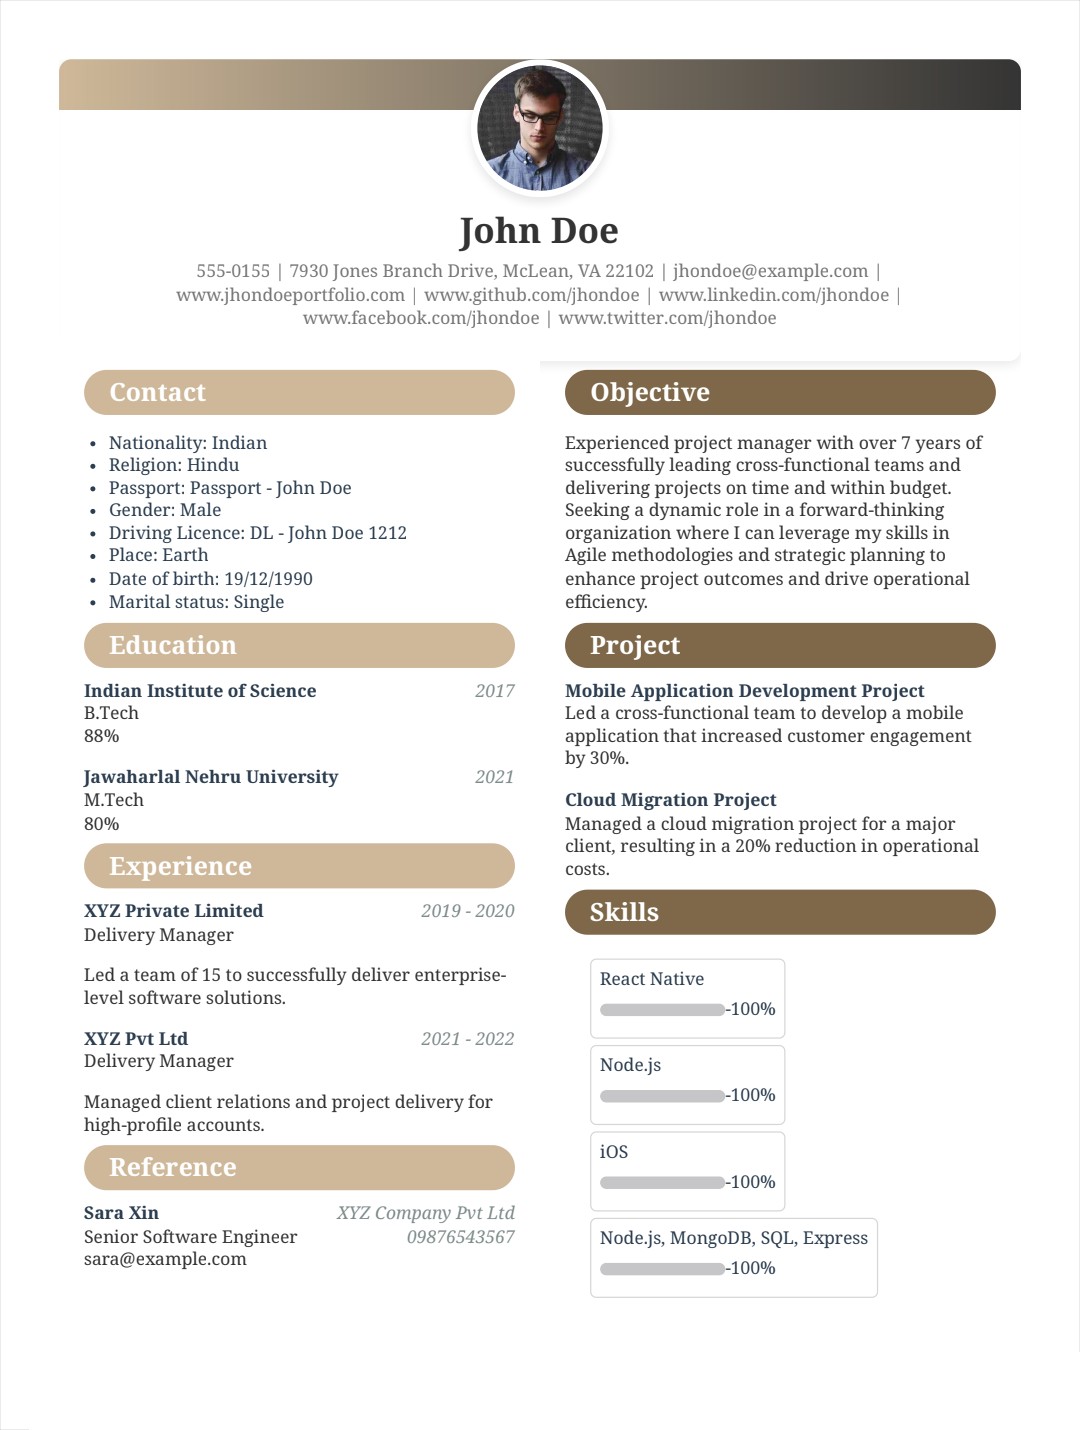 John Doe
555-0155 | 7930 Jones Branch Drive, McLean, VA 22102 | jhondoe@example.com |
www.jhondoeportfolio.com | www.github.com/jhondoe | www.linkedin.com/jhondoe |
www.facebook.com/jhondoe | www.twitter.com/jhondoe
Contact
• Nationality: Indian
• Religion: Hindu
• Passport: Passport - John Doe
• Gender: Male
• Driving Licence: DL - John Doe 1212
• Place: Earth
• Date of birth: 19/12/1990
• Marital status: Single
Education
Indian Institute of Science 2017
B.Tech
88%
Jawaharlal Nehru University 2021
M.Tech
80%
Experience
XYZ Private Limited 2019 - 2020
Delivery Manager
Led a team of 15 to successfully deliver enterprise-
level software solutions.
XYZ Pvt Ltd 2021 - 2022
Delivery Manager
Managed client relations and project delivery for
high-profile accounts.
Reference
Sara Xin XYZ Company Pvt Ltd
Senior Software Engineer 09876543567
sara@example.com
Objective
Experienced project manager with over 7 years of
successfully leading cross-functional teams and
delivering projects on time and within budget.
Seeking a dynamic role in a forward-thinking
organization where I can leverage my skills in
Agile methodologies and strategic planning to
enhance project outcomes and drive operational
efficiency.
Project
Mobile Application Development Project
Led a cross-functional team to develop a mobile
application that increased customer engagement
by 30%.
Cloud Migration Project
Managed a cloud migration project for a major
client, resulting in a 20% reduction in operational
costs.
Skills
React Native
-100%
Node.js
-100%
iOS
-100%
Node.js, MongoDB, SQL, Express
-100%